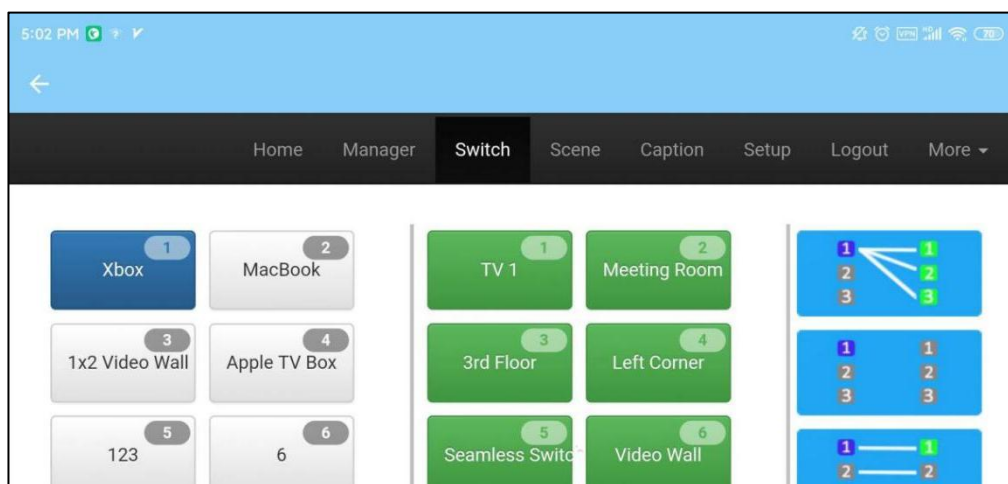 5:02 PM
VPN HD 70
Home Manager Switch Scene Caption Setup Logout More
1 2 1 2
Xbox MacBook TV 1 Meeting Room
1 1
2 2
3 3
3 4 3 4
1x2 Video Wall Apple TV Box 3rd Floor Left Corner
1 1
2 2
3 3
5 6 5 6
123 6 Seamless Switc Video Wall
1 1
2 2